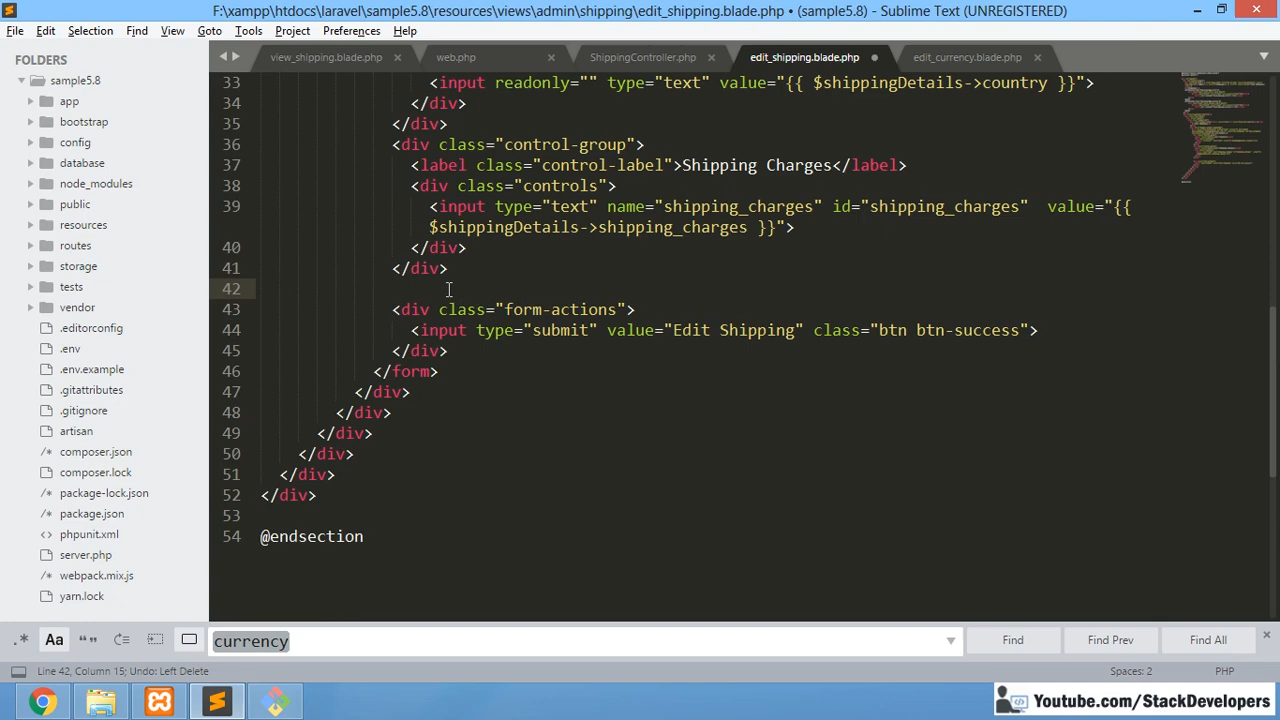 F:\xampp\htdocs\laravel\sample5.8\resources\views\admin\shipping\edit_shipping.blade.php • (sample5.8) - Sublime Text (UNREGISTERED)
File Edit Selection Find View Goto Tools Project Preferences Help
FOLDERS
sample5.8
app
bootstrap
config
database
node_modules
public
resources
routes
storage
tests
vendor
.editorconfig
.env
.env.example
.gitattributes
.gitignore
artisan
composer.json
composer.lock
package-lock.json
package.json
phpunit.xml
server.php
webpack.mix.js
yarn.lock
view_shipping.blade.php web.php ShippingController.php edit_shipping.blade.php edit_currency.blade.php
33 <input readonly="" type="text" value="{{ $shippingDetails->country }}">
34 </div>
35 </div>
36 <div class="control-group">
37 <label class="control-label">Shipping Charges</label>
38 <div class="controls">
39 <input type="text" name="shipping_charges" id="shipping_charges"  value="{{
$shippingDetails->shipping_charges }}">
40 </div>
41 </div>
42
43 <div class="form-actions">
44 <input type="submit" value="Edit Shipping" class="btn btn-success">
45 </div>
46 </form>
47 </div>
48 </div>
49 </div>
50 </div>
51 </div>
52 </div>
53
54 @endsection
.* Aa “” currency Find Find Prev Find All
Line 42, Column 15; Undo: Left Delete Spaces: 2 PHP
Youtube.com/StackDevelopers